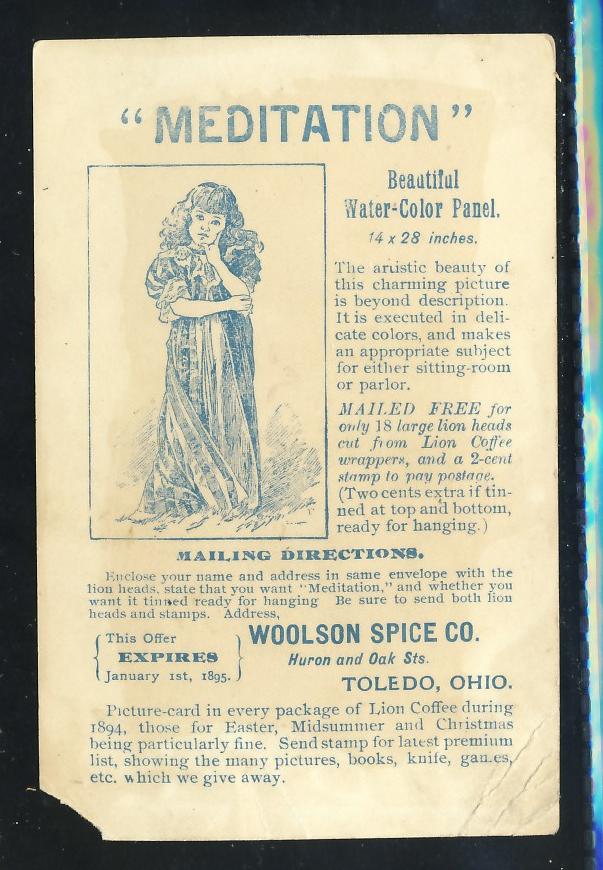 "MEDITATION"
Beautiful
Water-Color Panel.
14 x 28 inches.
The artistic beauty of
this charming picture
is beyond description.
It is executed in deli-
cate colors, and makes
an appropriate subject
for either sitting-room
or parlor.
MAILED FREE for
only 18 large lion heads
cut from Lion Coffee
wrappers, and a 2-cent
stamp to pay postage.
(Two cents extra if tin-
ned at top and bottom,
ready for hanging.)
MAILING DIRECTIONS.
Enclose your name and address in same envelope with the
lion heads, state that you want "Meditation," and whether you
want it tinned ready for hanging Be sure to send both lion
heads and stamps. Address,
This Offer
EXPIRES
January 1st, 1895.
WOOLSON SPICE CO.
Huron and Oak Sts.
TOLEDO, OHIO.
Picture-card in every package of Lion Coffee during
1894, those for Easter, Midsummer and Christmas
being particularly fine. Send stamp for latest premium
list, showing the many pictures, books, knife, games,
etc. which we give away.